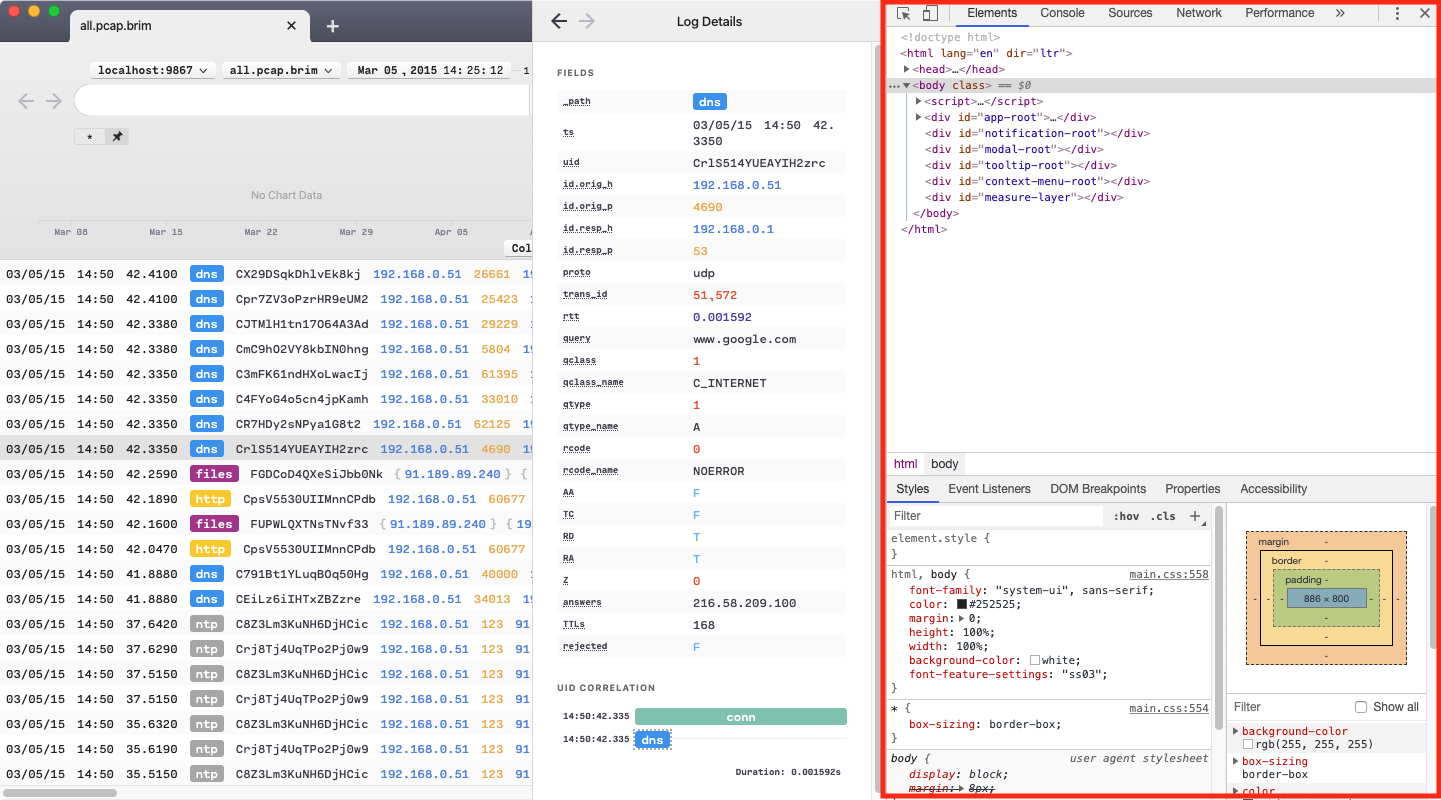 all.pcap.brim ✕ +
localhost:9867 all.pcap.brim Mar 05 , 2015 14: 25: 12 1
* 
No Chart Data
Mar 08 Mar 15 Mar 22 Mar 29 Apr 05
Col
03/05/15 14:50 42.4100 dns CX29DSqkDhlvEk8kj 192.168.0.51 26661
03/05/15 14:50 42.4100 dns Cpr7ZV3oPzrHR9eUM2 192.168.0.51 25423
03/05/15 14:50 42.3380 dns CJTMlH1tn17O64A3Ad 192.168.0.51 29229
03/05/15 14:50 42.3380 dns CmC9hO2VY8kbIN0hng 192.168.0.51 5804
03/05/15 14:50 42.3350 dns C3mFK61ndHXoLwacIj 192.168.0.51 61395
03/05/15 14:50 42.3350 dns C4FYoG4o5cn4jpKamh 192.168.0.51 33010
03/05/15 14:50 42.3350 dns CR7HDy2sNPya1G8t2 192.168.0.51 62125
03/05/15 14:50 42.3350 dns CrlS514YUEAYIH2zrc 192.168.0.51 4690
03/05/15 14:50 42.2590 files FGDCoD4QXeSiJbb0Nk {91.189.89.240} {
03/05/15 14:50 42.1890 http CpsV5530UIIMnnCPdb 192.168.0.51 60677
03/05/15 14:50 42.1600 files FUPWLQXTNsTNvf33 {91.189.89.240} {19
03/05/15 14:50 42.0470 http CpsV5530UIIMnnCPdb 192.168.0.51 60677
03/05/15 14:50 41.8880 dns C791Bt1YLuqBOq50Hg 192.168.0.51 40000
03/05/15 14:50 41.8880 dns CEiLz6iIHTxZBZzre 192.168.0.51 34013
03/05/15 14:50 37.6420 ntp C8Z3Lm3KuNH6DjHCic 192.168.0.51 123 91
03/05/15 14:50 37.6290 ntp Crj8Tj4UqTPo2Pj0w9 192.168.0.51 123 91
03/05/15 14:50 37.5150 ntp C8Z3Lm3KuNH6DjHCic 192.168.0.51 123 91
03/05/15 14:50 37.5150 ntp Crj8Tj4UqTPo2Pj0w9 192.168.0.51 123 91
03/05/15 14:50 35.6320 ntp C8Z3Lm3KuNH6DjHCic 192.168.0.51 123 91
03/05/15 14:50 35.6190 ntp Crj8Tj4UqTPo2Pj0w9 192.168.0.51 123 91
03/05/15 14:50 35.5150 ntp C8Z3Lm3KuNH6DjHCic 192.168.0.51 123 91
Log Details
FIELDS
_path dns
ts 03/05/15 14:50 42.
3350
uid CrlS514YUEAYIH2zrc
id.orig_h 192.168.0.51
id.orig_p 4690
id.resp_h 192.168.0.1
id.resp_p 53
proto udp
trans_id 51,572
rtt 0.001592
query www.google.com
qclass 1
qclass_name C_INTERNET
qtype 1
qtype_name A
rcode 0
rcode_name NOERROR
AA F
TC F
RD T
RA T
Z 0
answers 216.58.209.100
TTLs 168
rejected F
UID CORRELATION
14:50:42.335 conn
14:50:42.335 dns
Duration: 0.001592s
Elements Console Sources Network Performance »
<!doctype html>
<html lang="en" dir="ltr">
<head>…</head>
<body class> == $0
<script>…</script>
<div id="app-root">…</div>
<div id="notification-root"></div>
<div id="modal-root"></div>
<div id="tooltip-root"></div>
<div id="context-menu-root"></div>
<div id="measure-layer"></div>
</body>
</html>
html body
Styles Event Listeners DOM Breakpoints Properties Accessibility
Filter :hov .cls +
element.style {
}
html, body { main.css:558
font-family: "system-ui", sans-serif;
color: #252525;
margin: 0;
height: 100%;
width: 100%;
background-color: white;
font-feature-settings: "ss03";
}
* { main.css:554
box-sizing: border-box;
}
body { user agent stylesheet
display: block;
margin: 8px;
margin -
border -
padding -
- - - 886 × 800 - - -
-
-
-
Filter Show all
background-color
rgb(255, 255, 255)
box-sizing
border-box
color